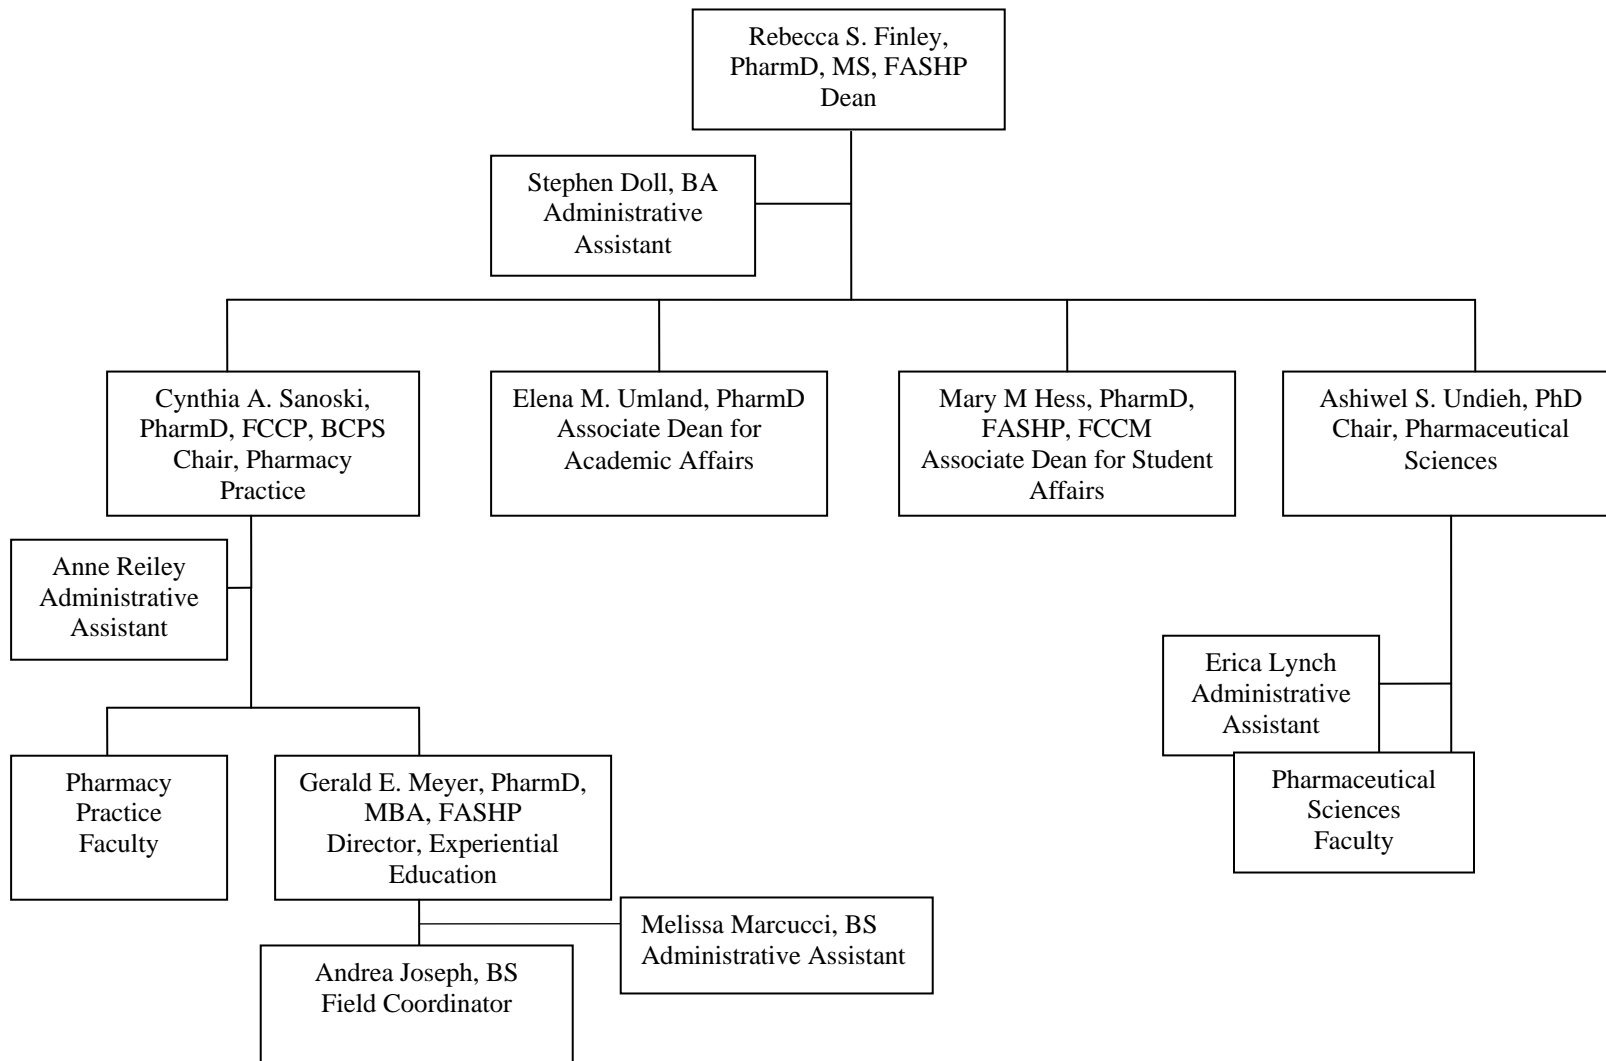 Rebecca S. Finley,
PharmD, MS, FASHP
Dean
Stephen Doll, BA
Administrative
Assistant
Cynthia A. Sanoski,
PharmD, FCCP, BCPS
Chair, Pharmacy
Practice
Elena M. Umland, PharmD
Associate Dean for
Academic Affairs
Mary M Hess, PharmD,
FASHP, FCCM
Associate Dean for Student
Affairs
Ashiwel S. Undieh, PhD
Chair, Pharmaceutical
Sciences
Anne Reiley
Administrative
Assistant
Erica Lynch
Administrative
Assistant
Pharmacy
Practice
Faculty
Gerald E. Meyer, PharmD,
MBA, FASHP
Director, Experiential
Education
Pharmaceutical
Sciences
Faculty
Melissa Marcucci, BS
Administrative Assistant
Andrea Joseph, BS
Field Coordinator